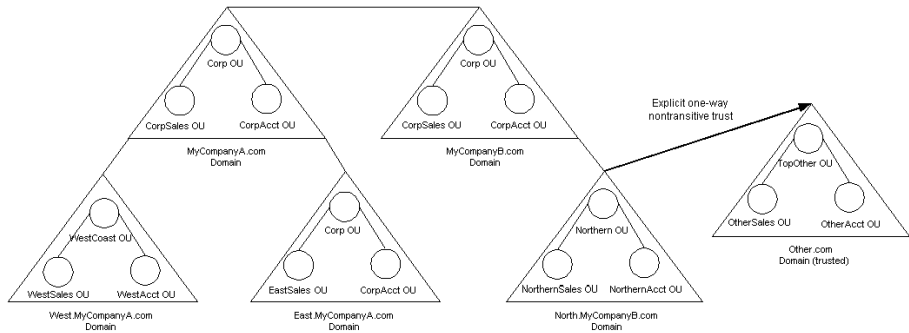 Corp OU
CorpSales OU
CorpAcct OU
MyCompanyA.com
Domain
Corp OU
CorpSales OU
CorpAcct OU
MyCompanyB.com
Domain
Explicit one-way
nontransitive trust
TopOther OU
OtherSales OU
OtherAcct OU
Other.com
Domain (trusted)
WestCoast OU
WestSales OU
WestAcct OU
West.MyCompanyA.com
Domain
Corp OU
EastSales OU
CorpAcct OU
East.MyCompanyA.com
Domain
Northern OU
NorthernSales OU
NorthernAcct OU
North.MyCompanyB.com
Domain